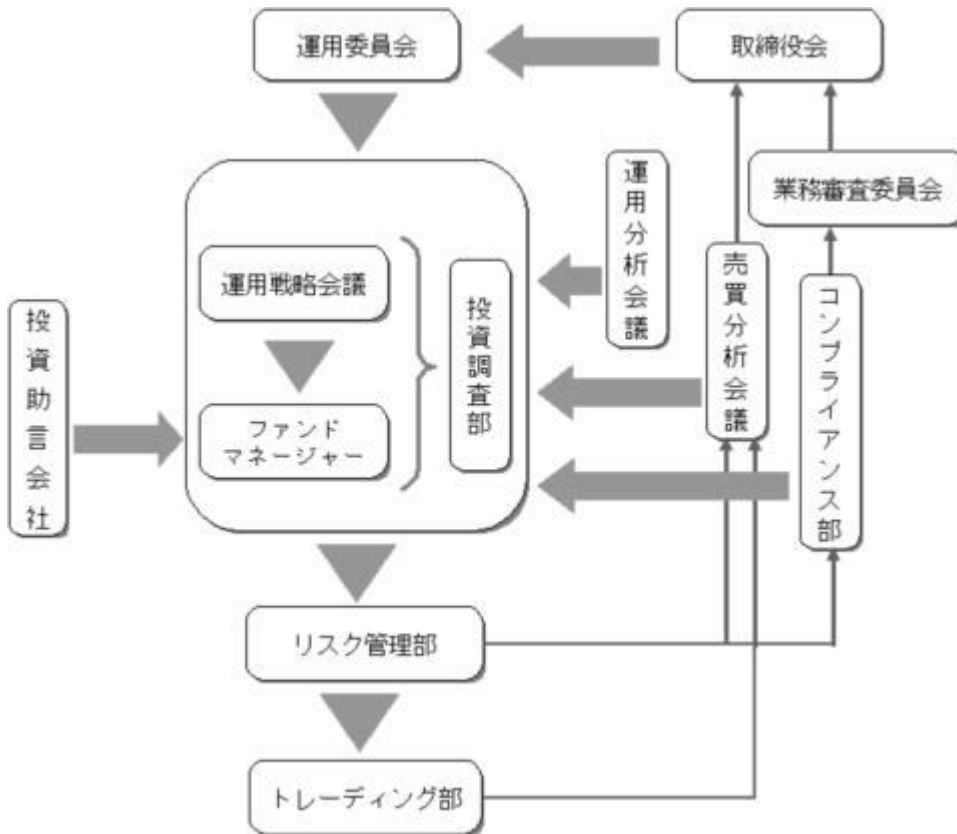 運用委員会
取締役会
運用分析会議
業務審査委員会
運用戦略会議
投資調査部
売買分析会議
コンプライアンス部
投資助言会社
ファンド
マネージャー
リスク管理部
トレーディング部